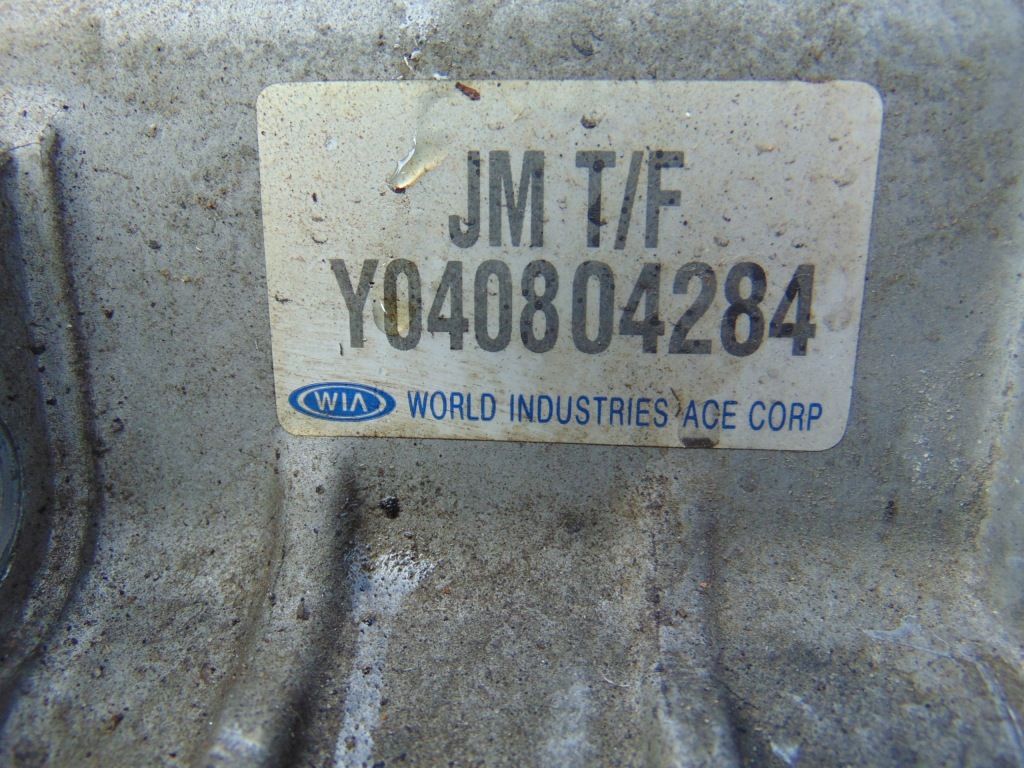 JM T/F
Y040804284
WIA WORLD INDUSTRIES ACE CORP